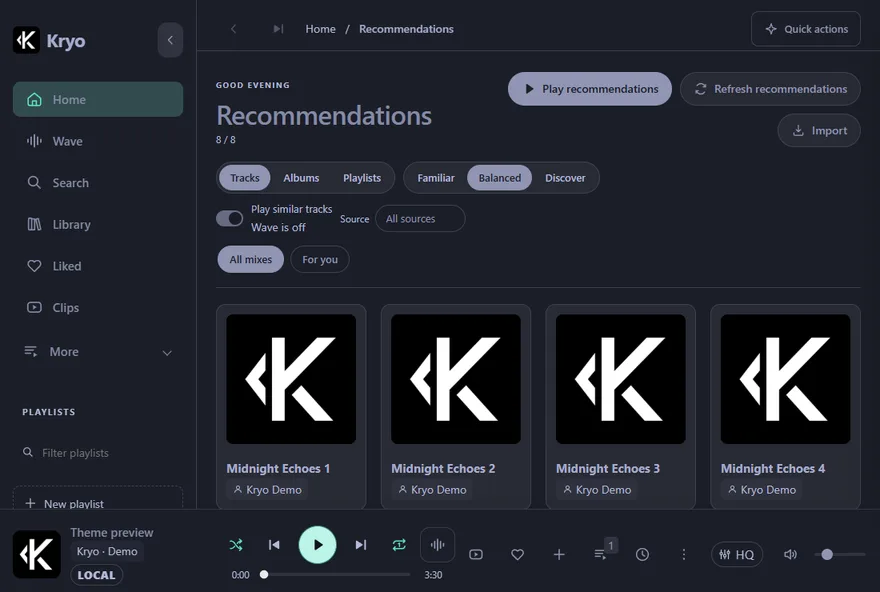 Kryo
Home / Recommendations
Quick actions
Home
Wave
Search
Library
Liked
Clips
More
PLAYLISTS
Filter playlists
New playlist
GOOD EVENING
Recommendations
8 / 8
Play recommendations
Refresh recommendations
Import
Tracks Albums Playlists
Familiar Balanced Discover
Play similar tracks
Wave is off
Source
All sources
All mixes
For you
Midnight Echoes 1
Kryo Demo
Midnight Echoes 2
Kryo Demo
Midnight Echoes 3
Kryo Demo
Midnight Echoes 4
Kryo Demo
Theme preview
Kryo · Demo
LOCAL
0:00
3:30
1
HQ